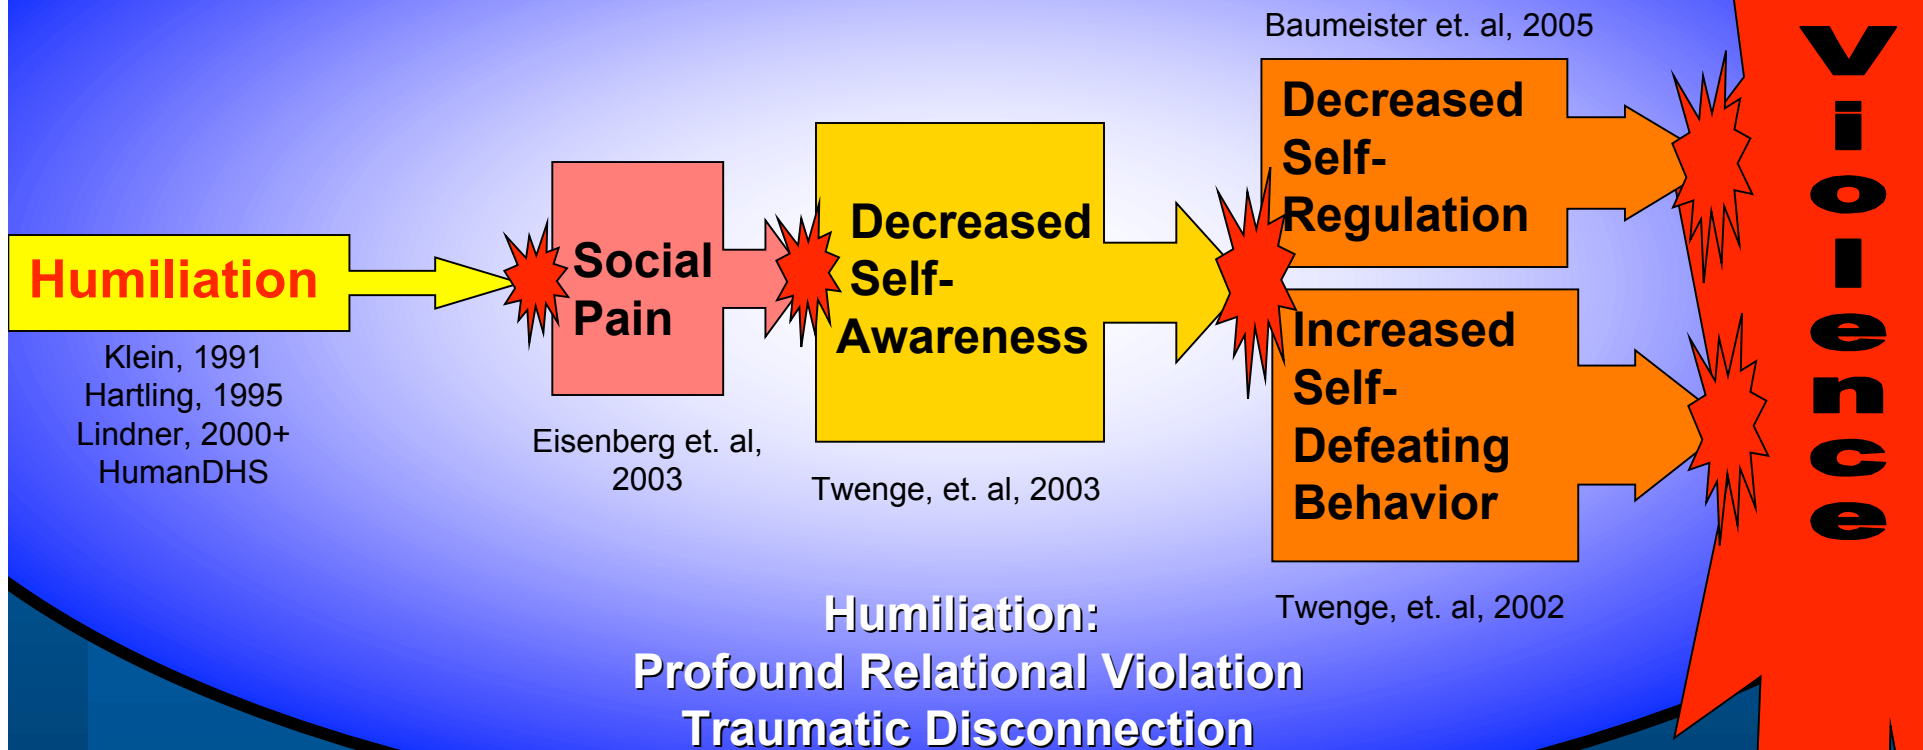 Humiliation
Klein, 1991
Hartling, 1995
Lindner, 2000+
HumanDHS
Social
Pain
Eisenberg et. al,
2003
Decreased
Self-
Awareness
Twenge, et. al, 2003
Baumeister et. al, 2005
Decreased
Self-
Regulation
Increased
Self-
Defeating
Behavior
Twenge, et. al, 2002
Violence
Humiliation:
Profound Relational Violation
Traumatic Disconnection